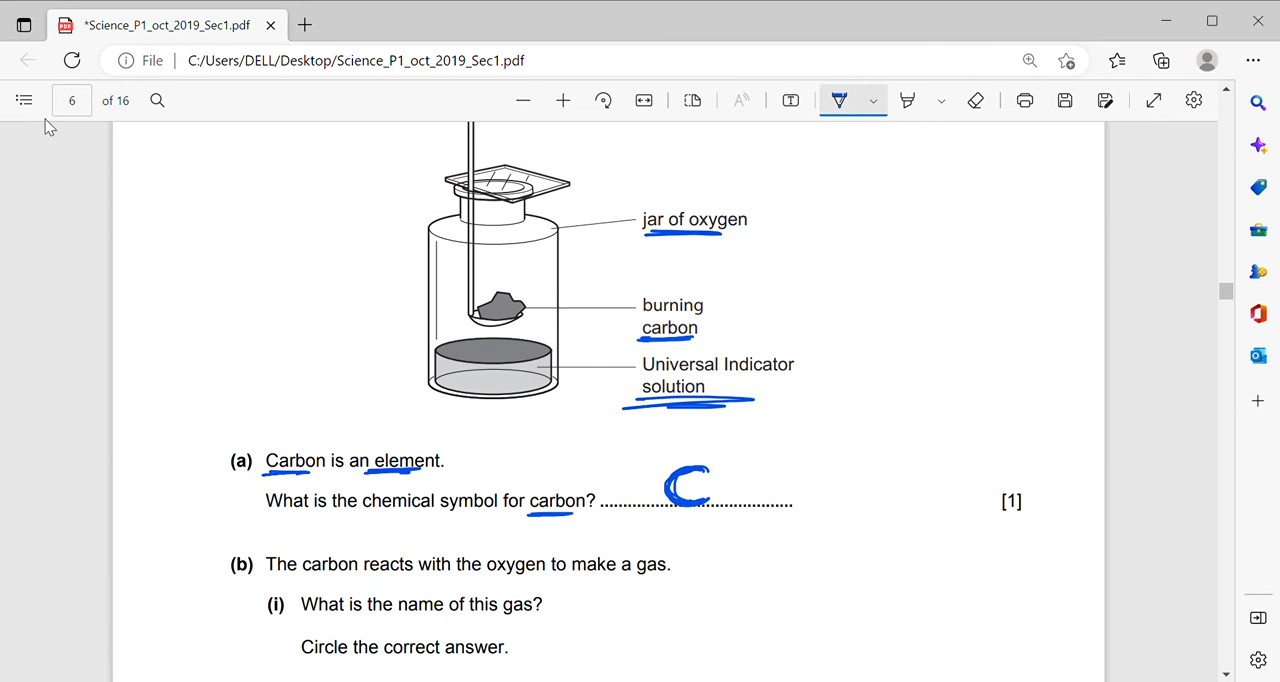 *Science_P1_oct_2019_Sec1.pdf
File
C:/Users/DELL/Desktop/Science_P1_oct_2019_Sec1.pdf
6 of 16
jar of oxygen
burning
carbon
Universal Indicator
solution
(a) Carbon is an element.
What is the chemical symbol for carbon? .......................................... [1]
C
(b) The carbon reacts with the oxygen to make a gas.
(i) What is the name of this gas?
Circle the correct answer.